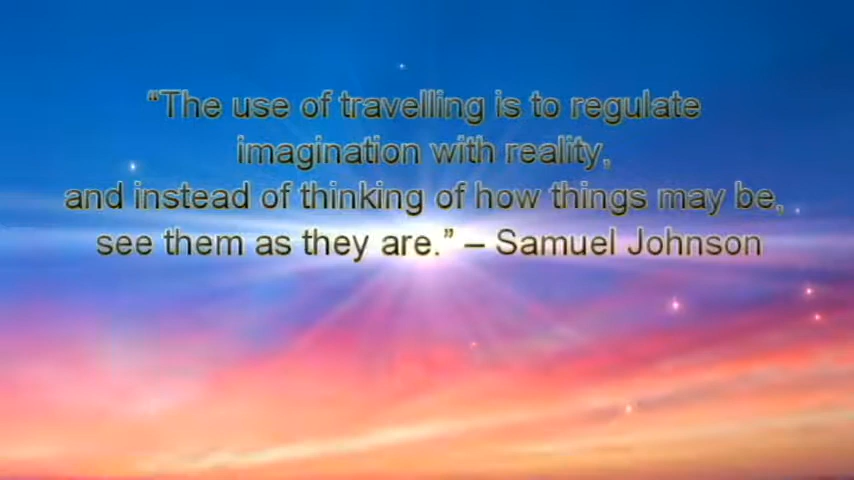 “The use of travelling is to regulate
imagination with reality,
and instead of thinking of how things may be,
see them as they are.” – Samuel Johnson